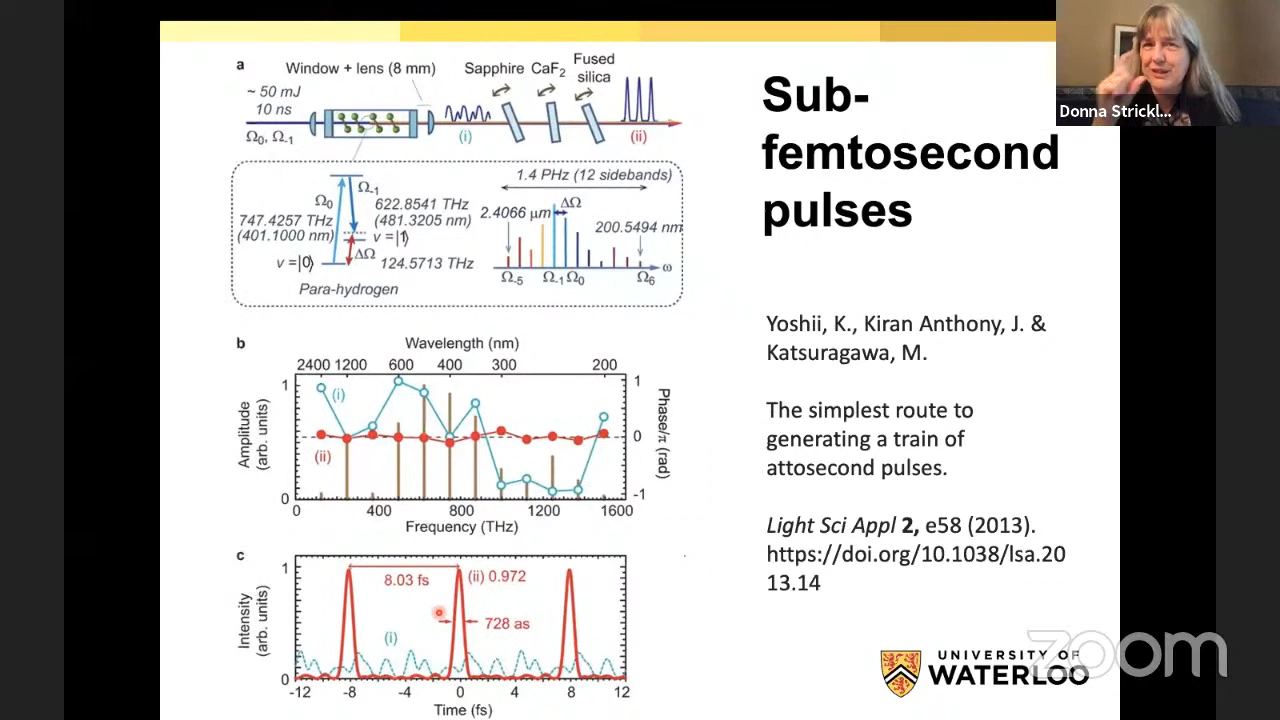 Sub-
femtosecond
pulses
Donna Strickl...
a
Window + lens (8 mm)
Sapphire CaF₂ Fused
silica
~ 50 mJ
10 ns
Ω₀, Ω₋₁
(i)
(ii)
1.4 PHz (12 sidebands)
Ω₀
Ω₋₁
747.4257 THz
(401.1000 nm)
622.8541 THz
(481.3205 nm)
v =|1⟩
ΔΩ
v =|0⟩
124.5713 THz
Para-hydrogen
2.4066 μm
ΔΩ
200.5494 nm
Ω₋₅ Ω₋₁ Ω₀ Ω₆
ω
b
Wavelength (nm)
2400 1200 600 400 300 200
Amplitude
(arb. units)
1
0
(i)
(ii)
1
0
-1
Phase/π (rad)
0 400 800 1200 1600
Frequency (THz)
c
Intensity
(arb. units)
1
0
8.03 fs
(ii) 0.972
728 as
(i)
-12 -8 -4 0 4 8 12
Time (fs)
Yoshii, K., Kiran Anthony, J. &
Katsuragawa, M.
The simplest route to
generating a train of
attosecond pulses.
Light Sci Appl 2, e58 (2013).
https://doi.org/10.1038/lsa.20
13.14
UNIVERSITY OF
WATERLOO
zoom